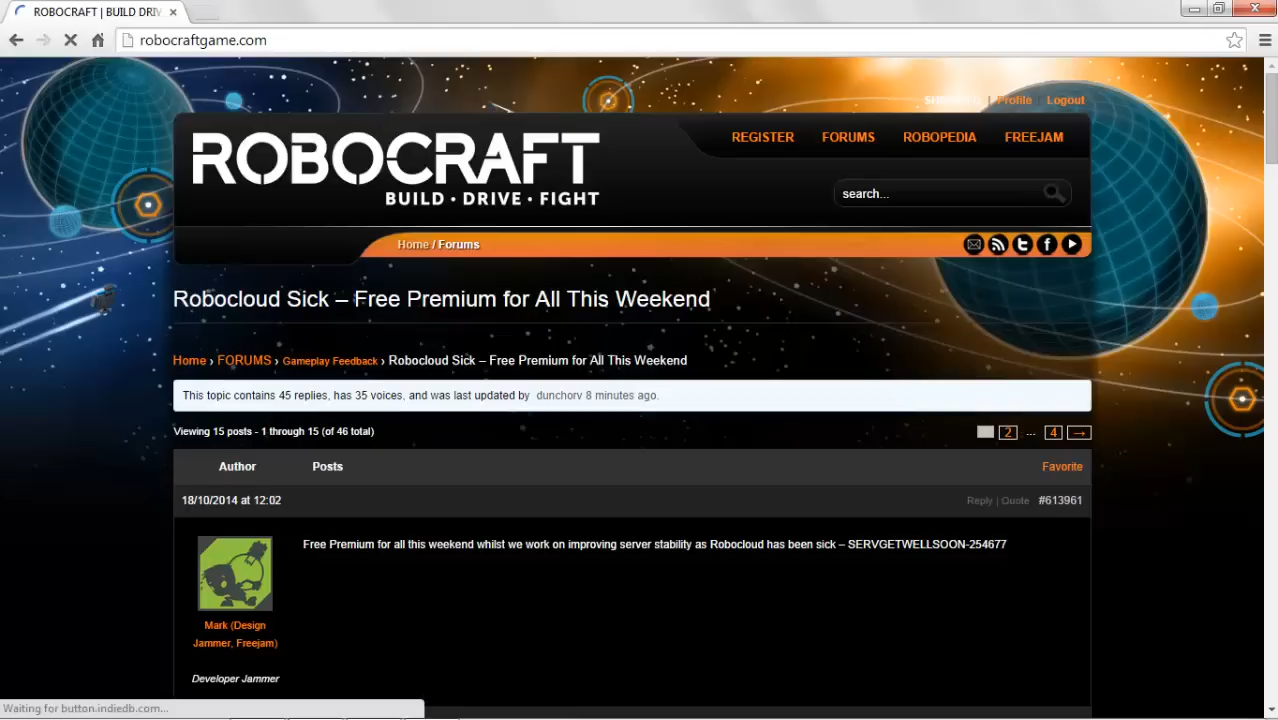 ROBOCRAFT | BUILD DRIV
robocraftgame.com
| Profile | Logout
ROBOCRAFT
BUILD · DRIVE · FIGHT
REGISTER FORUMS ROBOPEDIA FREEJAM
search...
Home / Forums
Robocloud Sick – Free Premium for All This Weekend
Home › FORUMS › Gameplay Feedback › Robocloud Sick – Free Premium for All This Weekend
This topic contains 45 replies, has 35 voices, and was last updated by dunchorv 8 minutes ago.
Viewing 15 posts - 1 through 15 (of 46 total)
2 ... 4 →
Author Posts Favorite
18/10/2014 at 12:02 Reply | Quote #613961
Free Premium for all this weekend whilst we work on improving server stability as Robocloud has been sick – SERVGETWELLSOON-254677
Mark (Design
Jammer, Freejam)
Developer Jammer
Waiting for button.indiedb.com...